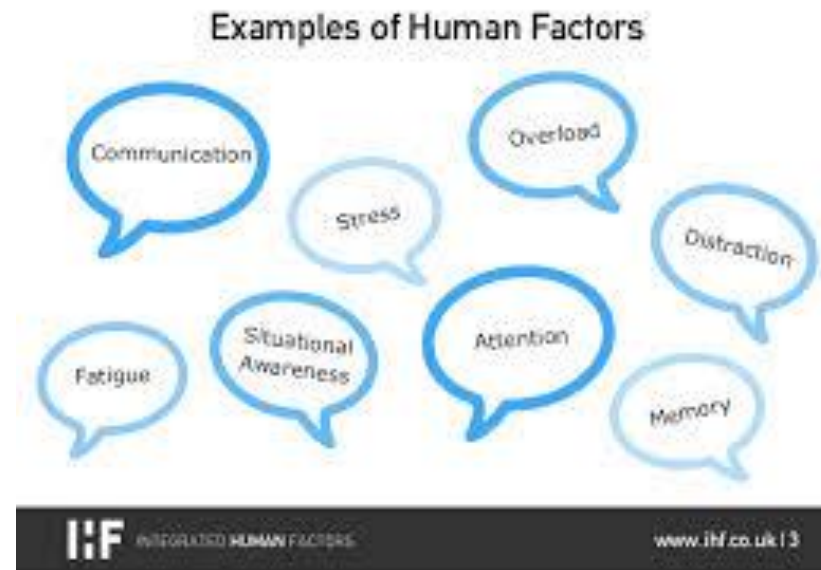 Examples of Human Factors
Communication
Overload
Stress
Distraction
Situational
Awareness
Attention
Fatigue
Memory
IHF INTEGRATED HUMAN FACTORS
www.ihf.co.uk | 3